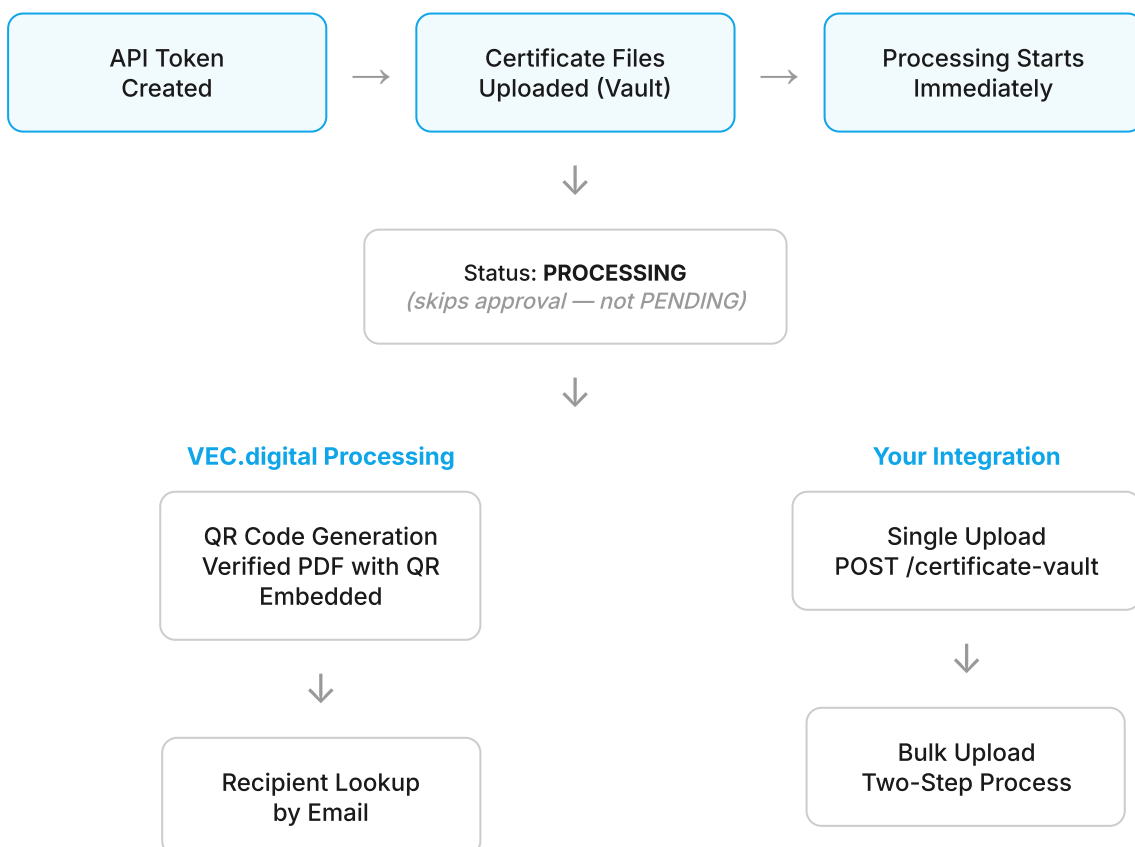 API Token
Created
→
Certificate Files
Uploaded (Vault)
→
Processing Starts
Immediately
↓
Status: PROCESSING
(skips approval — not PENDING)
↓
VEC.digital Processing
QR Code Generation
Verified PDF with QR
Embedded
↓
Recipient Lookup
by Email
Your Integration
Single Upload
POST /certificate-vault
↓
Bulk Upload
Two-Step Process